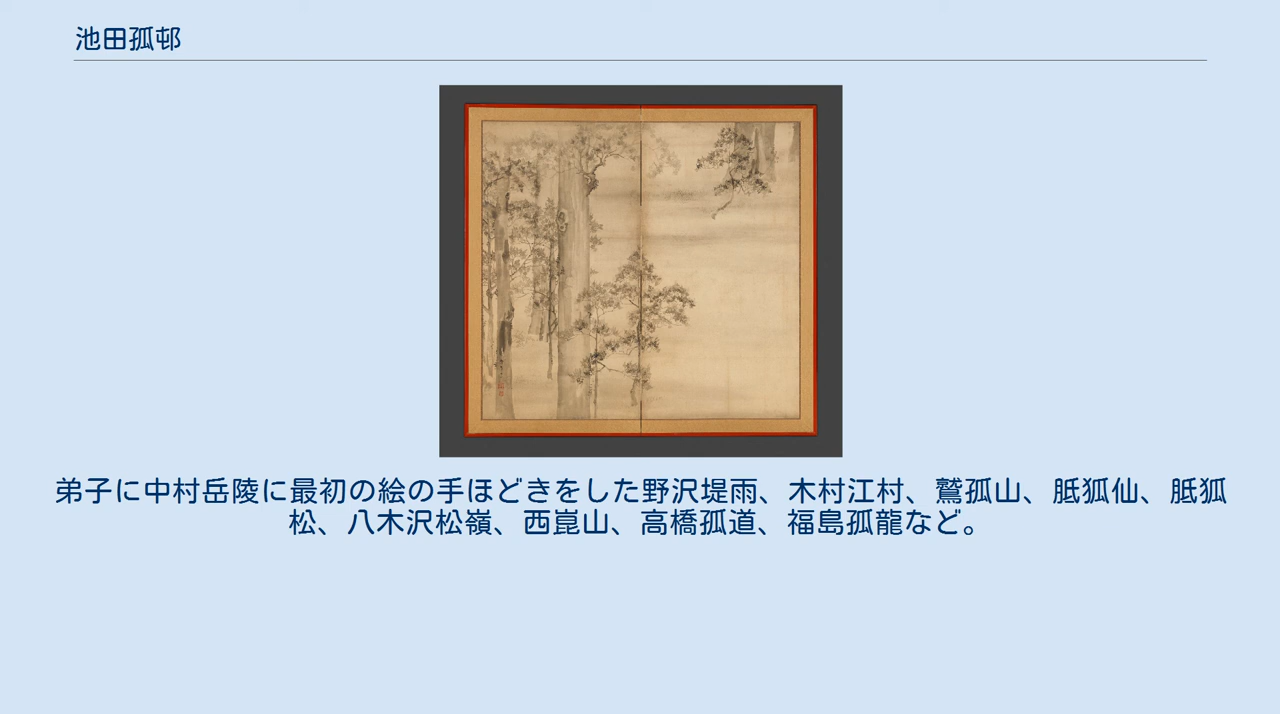 池田孤邨
弟子に中村岳陵に最初の絵の手ほどきをした野沢堤雨、木村江村、鷲孤山、胝狐仙、胝狐
松、八木沢松嶺、西崑山、高橋孤道、福島孤龍など。